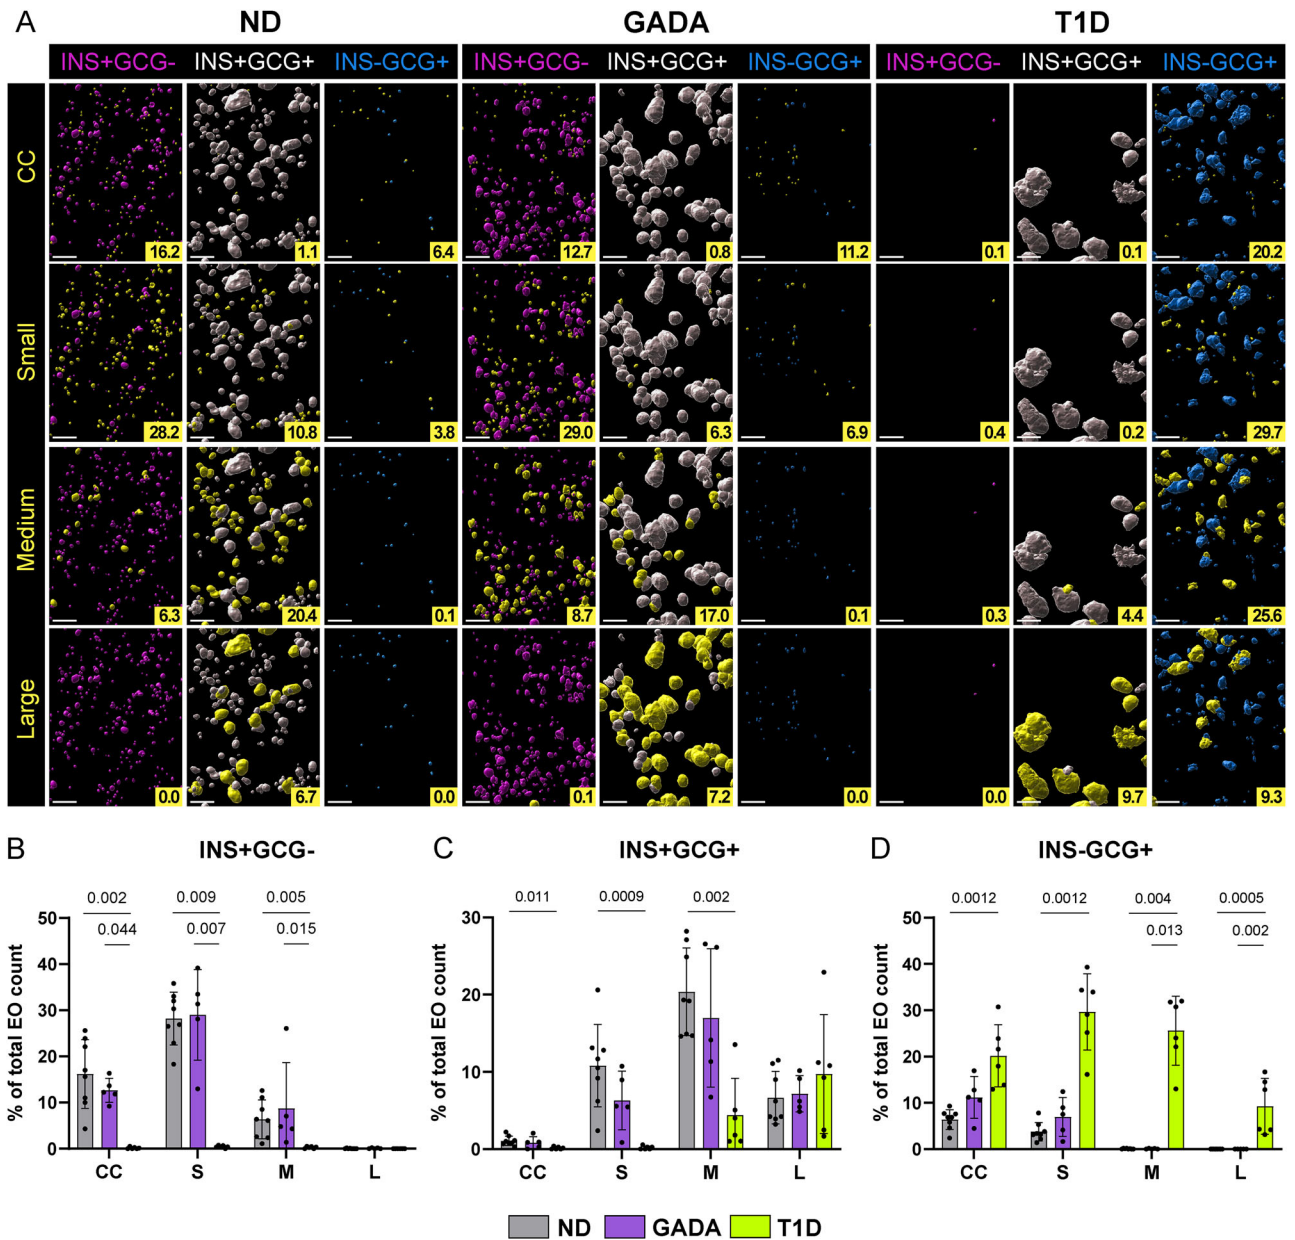 A ND GADA T1D
INS+GCG- INS+GCG+ INS-GCG+ INS+GCG- INS+GCG+ INS-GCG+ INS+GCG- INS+GCG+ INS-GCG+
CC
16.2 1.1 6.4 12.7 0.8 11.2 0.1 0.1 20.2
Small
28.2 10.8 3.8 29.0 6.3 6.9 0.4 0.2 29.7
Medium
6.3 20.4 0.1 8.7 17.0 0.1 0.3 4.4 25.6
Large
0.0 6.7 0.0 0.1 7.2 0.0 0.0 9.7 9.3
B INS+GCG-
0.002 0.009 0.005
0.044 0.007 0.015
% of total EO count
50
40
30
20
10
0
CC S M L
C INS+GCG+
0.011 0.0009 0.002
% of total EO count
30
20
10
0
CC S M L
D INS-GCG+
0.0012 0.0012 0.004 0.0005
0.013 0.002
% of total EO count
50
40
30
20
10
0
CC S M L
ND GADA T1D